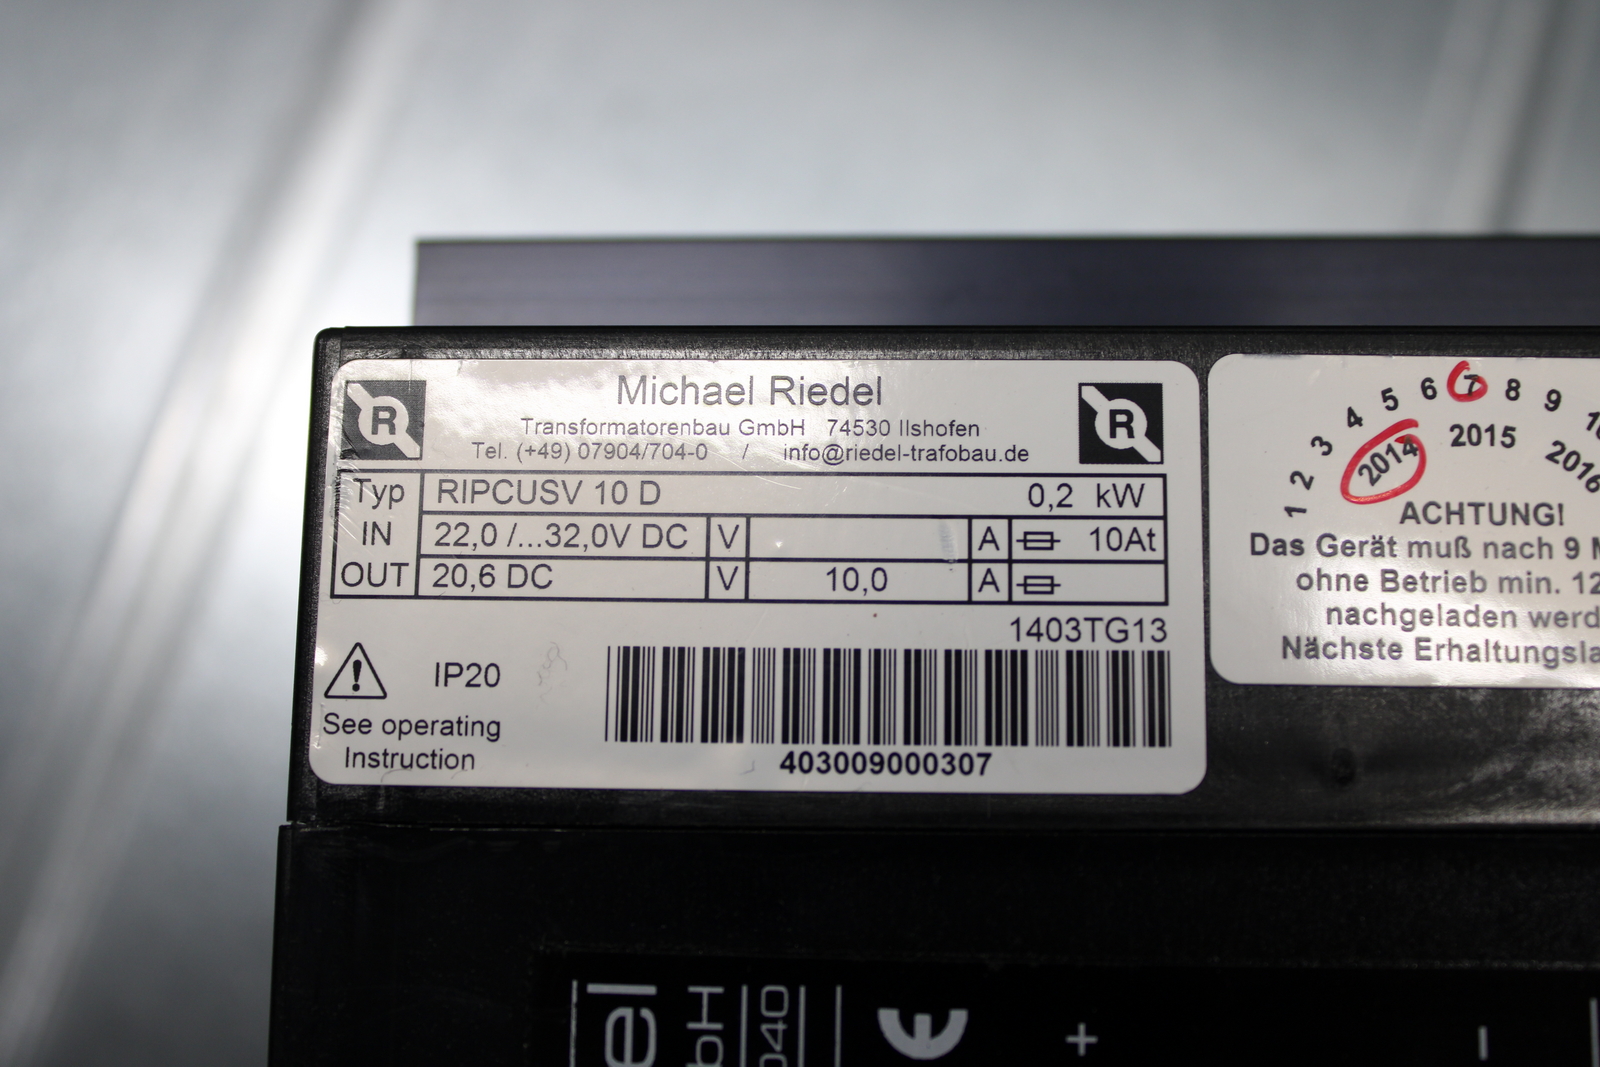 R
Michael Riedel
R
Transformatorenbau GmbH 74530 Ilshofen
Tel. (+49) 07904/704-0 / info@riedel-trafobau.de
Typ RIPCUSV 10 D 0,2 kW
IN 22,0 /...32,0V DC V A 10At
OUT 20,6 DC V 10,0 A
1403TG13
IP20
See operating
Instruction
403009000307
1 2 3 4 5 6 7 8 9
2014 2015 2016
ACHTUNG!
Das Gerät muß nach 9
ohne Betrieb min. 12
nachgeladen
Nächste
+
-